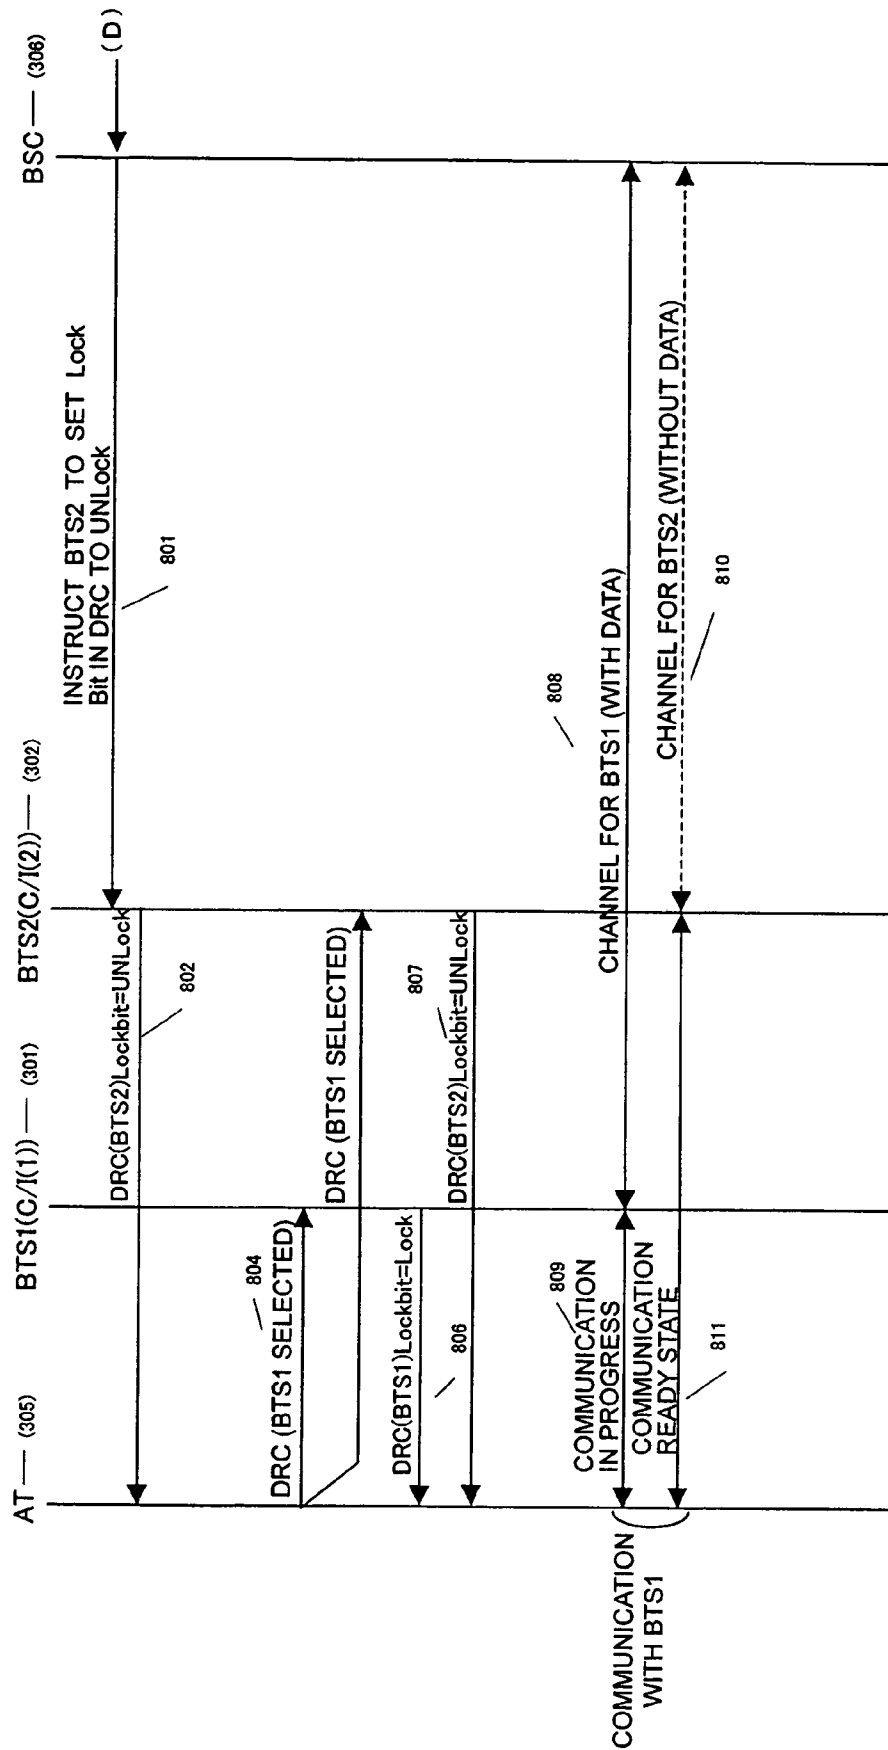 AT — (305)
BTS1(C/I(1)) — (301)
BTS2(C/I(2)) — (302)
BSC — (306)
(D)
INSTRUCT BTS2 TO SET Lock
Bit IN DRC TO UNLock
801
DRC(BTS2)Lockbit=UNLock
802
804
DRC (BTS1 SELECTED)
DRC (BTS1 SELECTED)
DRC(BTS1)Lockbit=Lock
806
807
DRC(BTS2)Lockbit=UNLock
808
CHANNEL FOR BTS1 (WITH DATA)
809
COMMUNICATION
IN PROGRESS
CHANNEL FOR BTS2 (WITHOUT DATA)
810
COMMUNICATION
READY STATE
811
COMMUNICATION
WITH BTS1